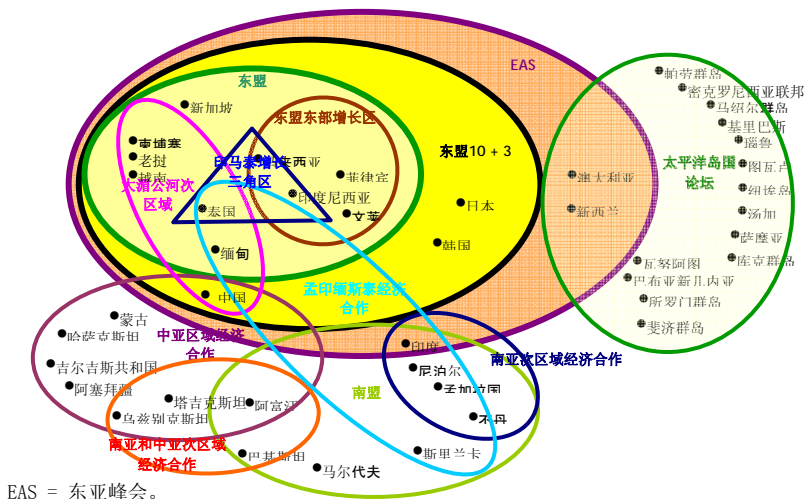 EAS
东盟
新加坡
东盟东部增长区
柬埔寨
老挝
越南
大湄公河次
区域
印马泰增长
三角区
来西亚
菲律宾
印度尼西亚
文莱
泰国
缅甸
中国
东盟10 + 3
日本
韩国
澳大利亚
新西兰
帕劳群岛
密克罗尼西亚联邦
马绍尔群岛
基里巴斯
瑙鲁
太平洋岛国
论坛
图瓦卢
纽埃岛
汤加
萨摩亚
库克群岛
瓦努阿图
巴布亚新几内亚
所罗门群岛
斐济群岛
孟印缅斯泰经济
合作
蒙古
哈萨克斯坦
中亚区域经济
合作
吉尔吉斯共和国
阿塞拜疆
塔吉克斯坦
阿富汗
乌兹别克斯坦
南亚和中亚次区域
经济合作
南盟
印度
南亚次区域经济合作
尼泊尔
孟加拉国
不丹
斯里兰卡
巴基斯坦
马尔代夫
EAS = 东亚峰会。